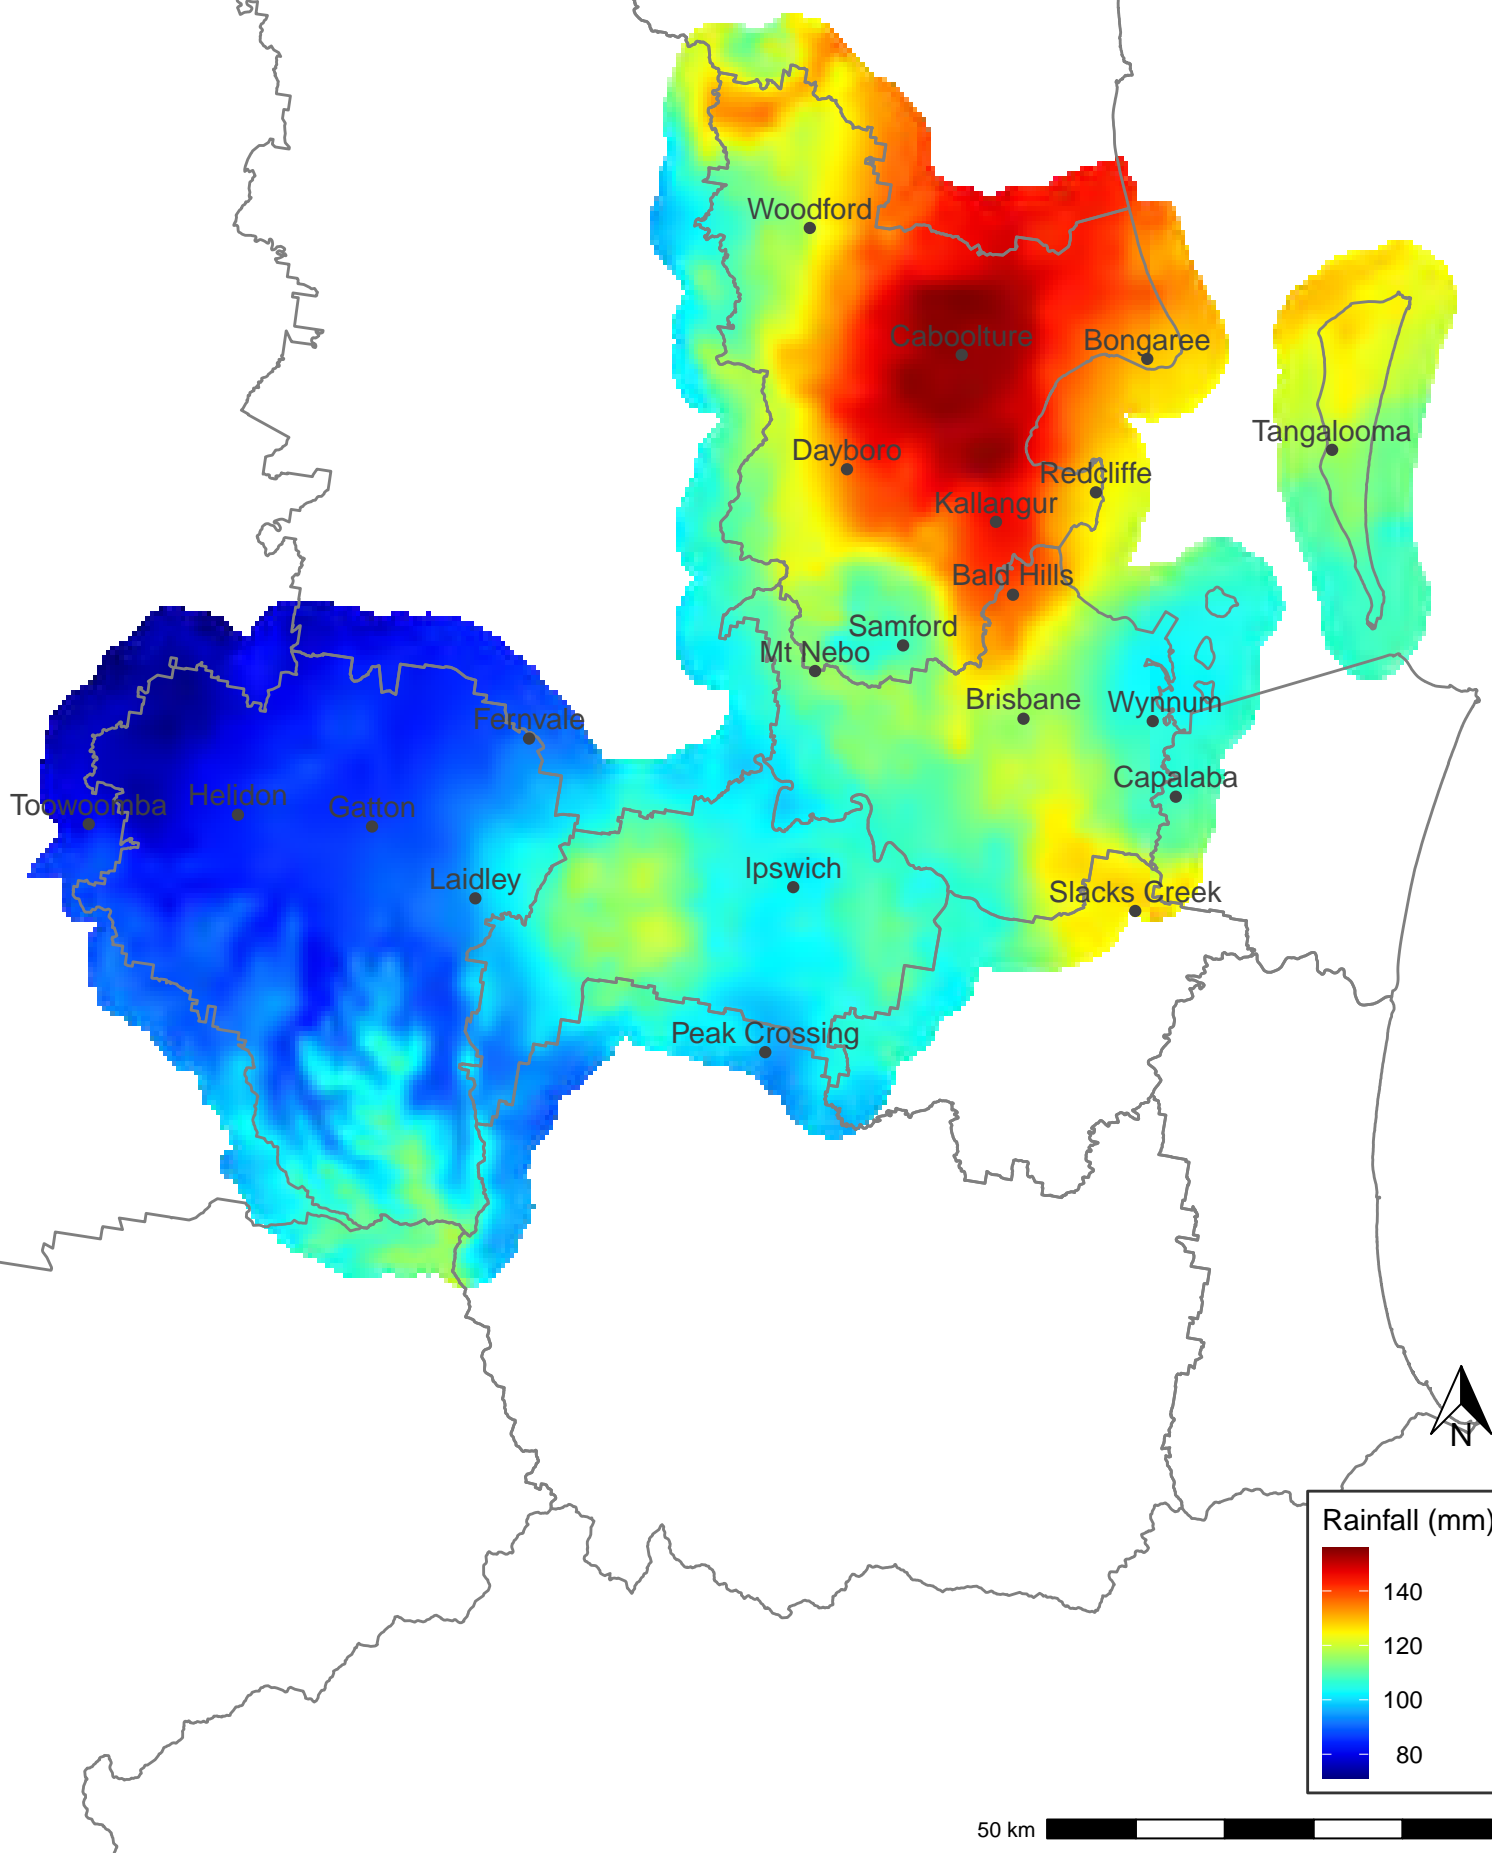 Woodford
Caboolture
Bongaree
Tangalooma
Dayboro
Redcliffe
Kallangur
Bald Hills
Samford
Mt Nebo
Brisbane
Wynnum
Fernvale
Capalaba
Toowoomba
Helidon
Gatton
Ipswich
Laidley
Slacks Creek
Peak Crossing
N
Rainfall (mm)
140
120
100
80
50 km